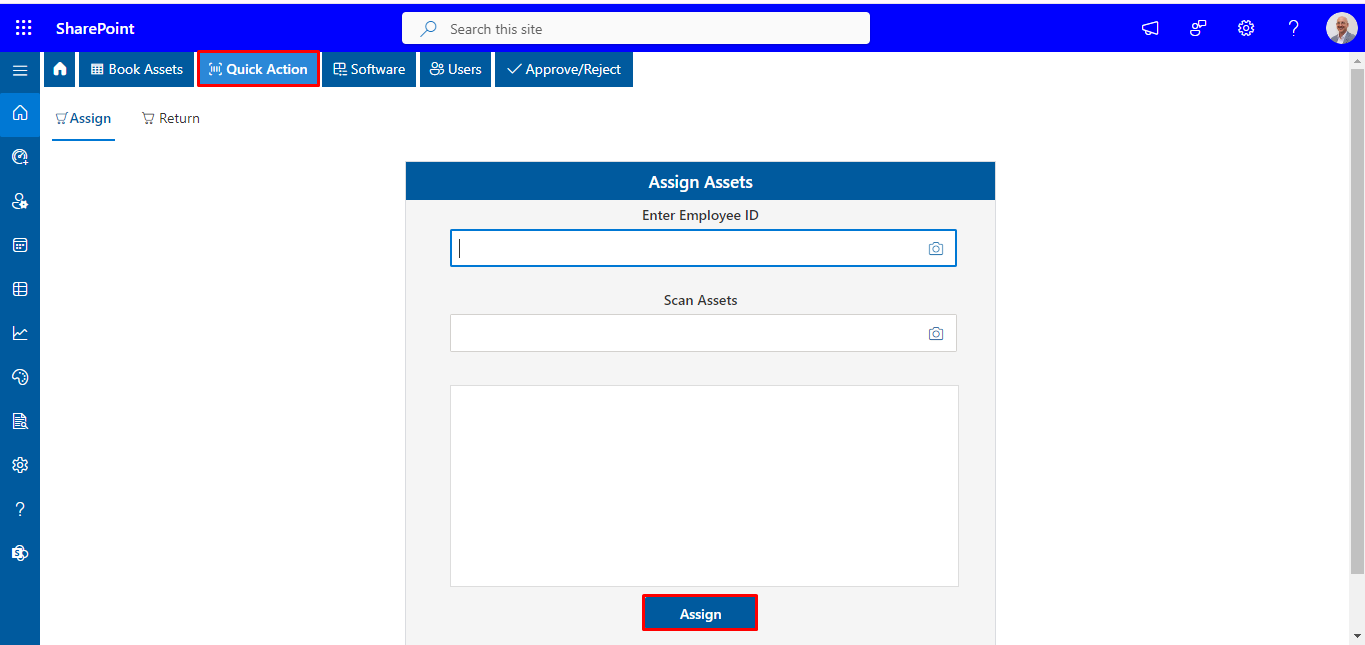 SharePoint
Search this site
Book Assets
Quick Action
Software
Users
Approve/Reject
Assign
Return
Assign Assets
Enter Employee ID
Scan Assets
Assign